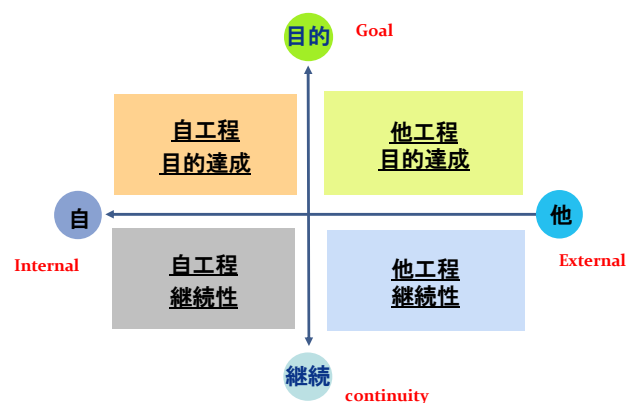 目的
Goal
自工程
目的達成
他工程
目的達成
自
他
Internal
External
自工程
継続性
他工程
継続性
継続
continuity